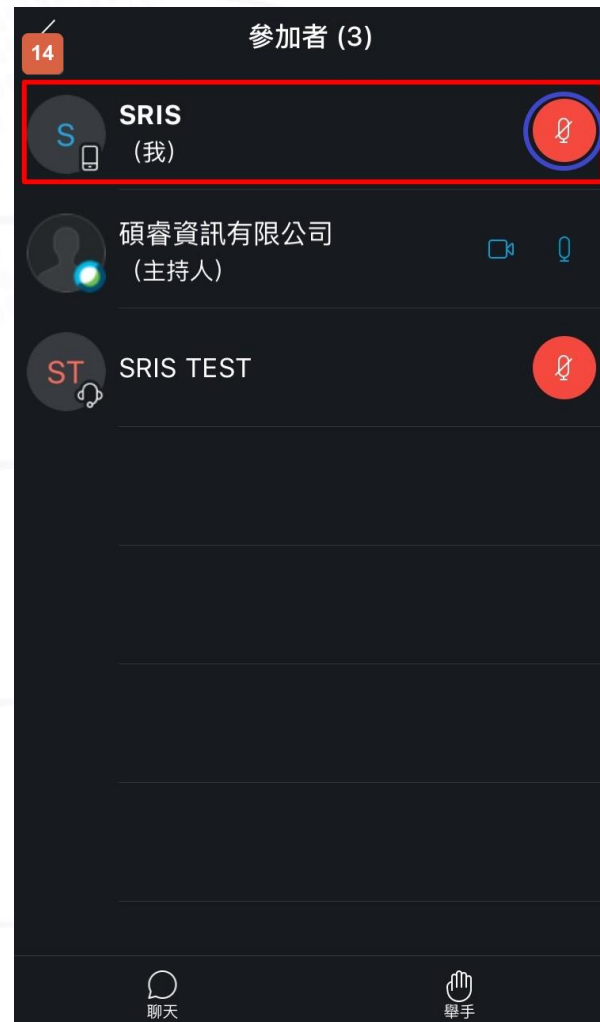 14
參加者 (3)
S
SRIS
（我）
碩睿資訊有限公司
（主持人）
ST
SRIS TEST
聊天
舉手